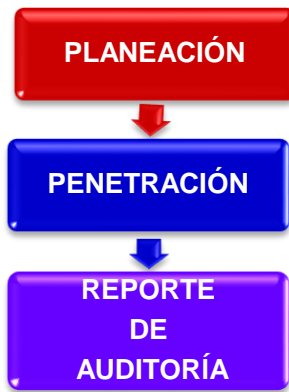 PLANEACIÓN
PENETRACIÓN
REPORTE
DE
AUDITORÍA